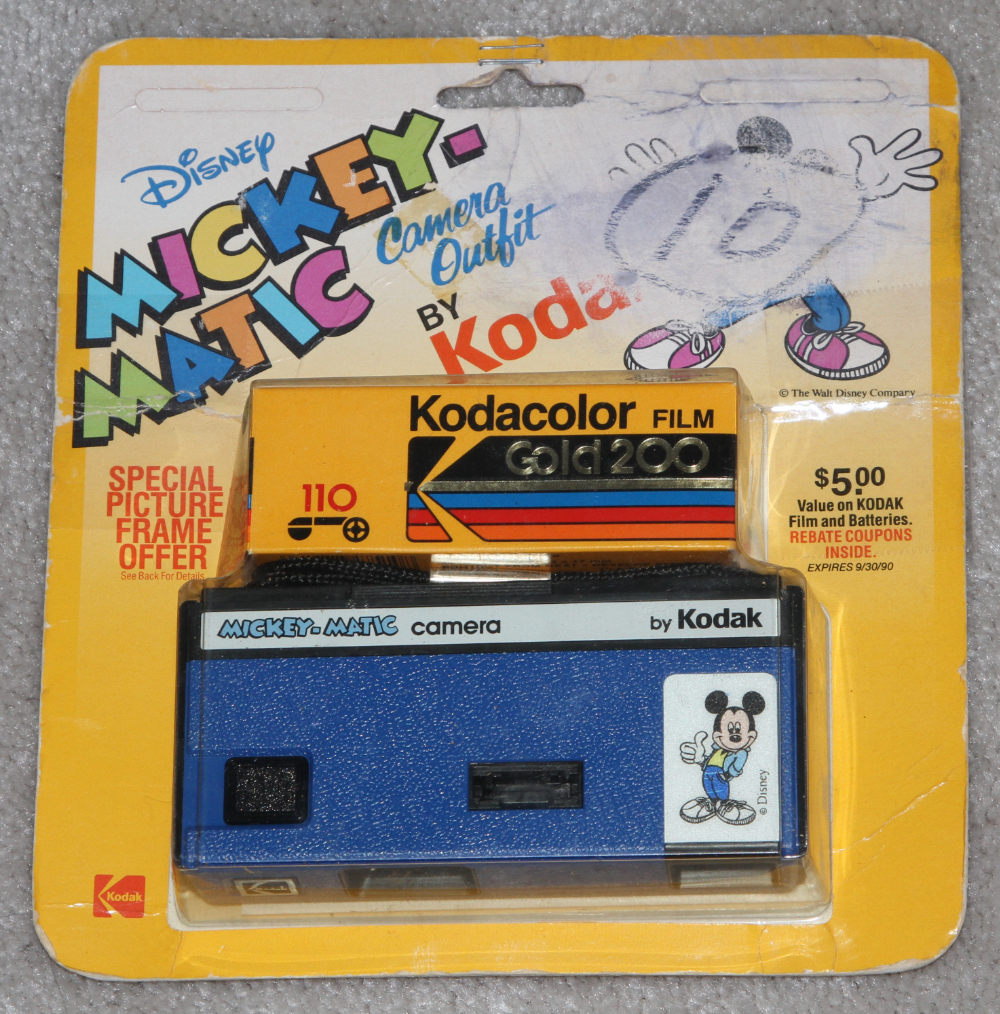 Disney
MICKEY-
MATIC
Camera
Outfit
BY
Koda
10
© The Walt Disney Company
Kodacolor FILM
Gold 200
110
SPECIAL
PICTURE
FRAME
OFFER
See Back For Details
$5.00
Value on KODAK
Film and Batteries.
REBATE COUPONS
INSIDE.
EXPIRES 9/30/90
MICKEY-MATIC camera by Kodak
© Disney
Kodak